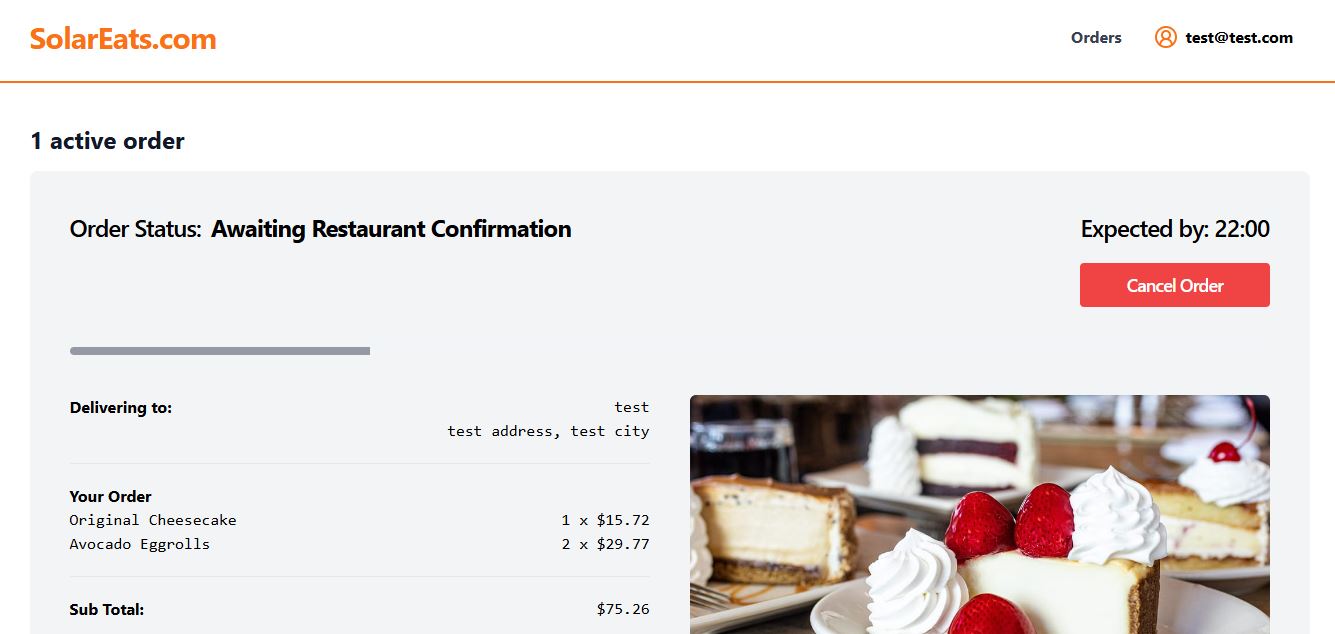 SolarEats.com
Orders test@test.com
1 active order
Order Status: Awaiting Restaurant Confirmation
Expected by: 22:00
Cancel Order
Delivering to: test
test address, test city
Your Order
Original Cheesecake 1 x $15.72
Avocado Eggrolls 2 x $29.77
Sub Total: $75.26